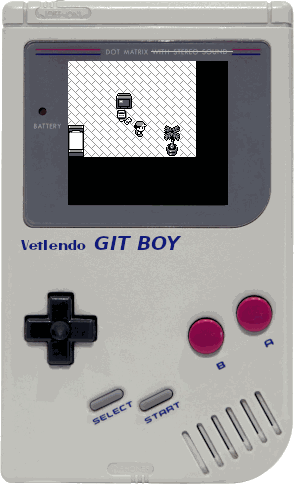 DOT MATRIX WITH STEREO SOUND
BATTERY
Vetlendo GIT BOY
B
A
SELECT
START